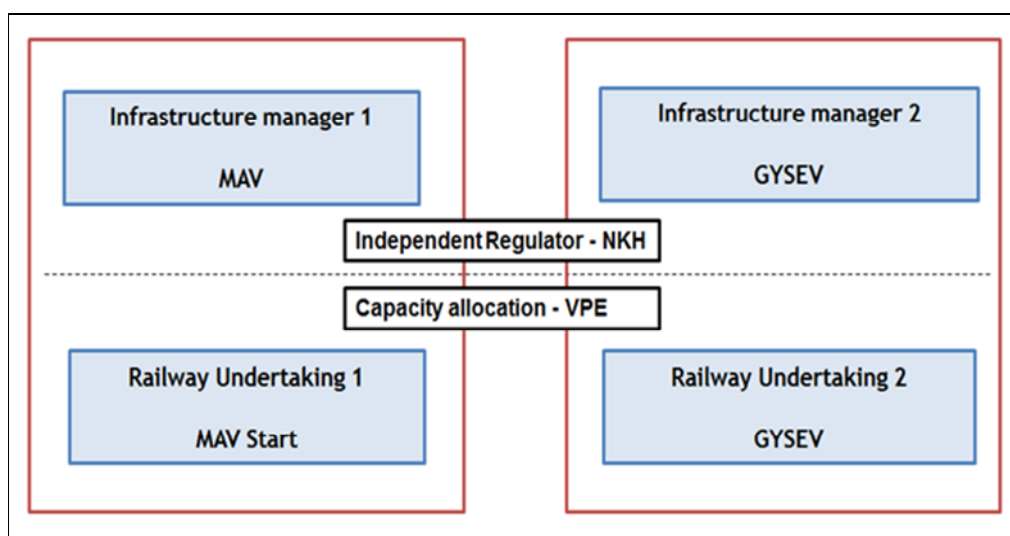 Infrastructure manager 1
MAV
Infrastructure manager 2
GYSEV
Independent Regulator - NKH
Capacity allocation - VPE
Railway Undertaking 1
MAV Start
Railway Undertaking 2
GYSEV